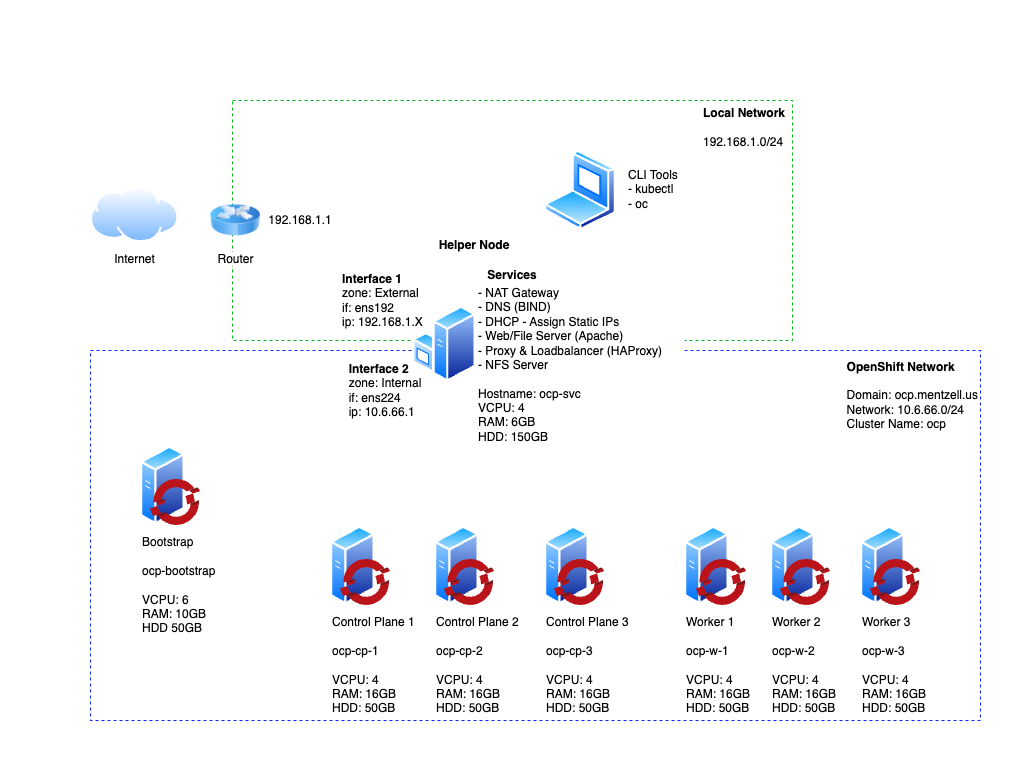 Local Network
192.168.1.0/24
CLI Tools
- kubectl
- oc
192.168.1.1
Internet
Router
Helper Node
Interface 1
zone: External
if: ens192
ip: 192.168.1.X
Services
- NAT Gateway
- DNS (BIND)
- DHCP - Assign Static IPs
- Web/File Server (Apache)
- Proxy & Loadbalancer (HAProxy)
- NFS Server
Hostname: ocp-svc
VCPU: 4
RAM: 6GB
HDD: 150GB
Interface 2
zone: Internal
if: ens224
ip: 10.6.66.1
OpenShift Network
Domain: ocp.mentzell.us
Network: 10.6.66.0/24
Cluster Name: ocp
Bootstrap
ocp-bootstrap
VCPU: 6
RAM: 10GB
HDD 50GB
Control Plane 1
ocp-cp-1
VCPU: 4
RAM: 16GB
HDD: 50GB
Control Plane 2
ocp-cp-2
VCPU: 4
RAM: 16GB
HDD: 50GB
Control Plane 3
ocp-cp-3
VCPU: 4
RAM: 16GB
HDD: 50GB
Worker 1
ocp-w-1
VCPU: 4
RAM: 16GB
HDD: 50GB
Worker 2
ocp-w-2
VCPU: 4
RAM: 16GB
HDD: 50GB
Worker 3
ocp-w-3
VCPU: 4
RAM: 16GB
HDD: 50GB